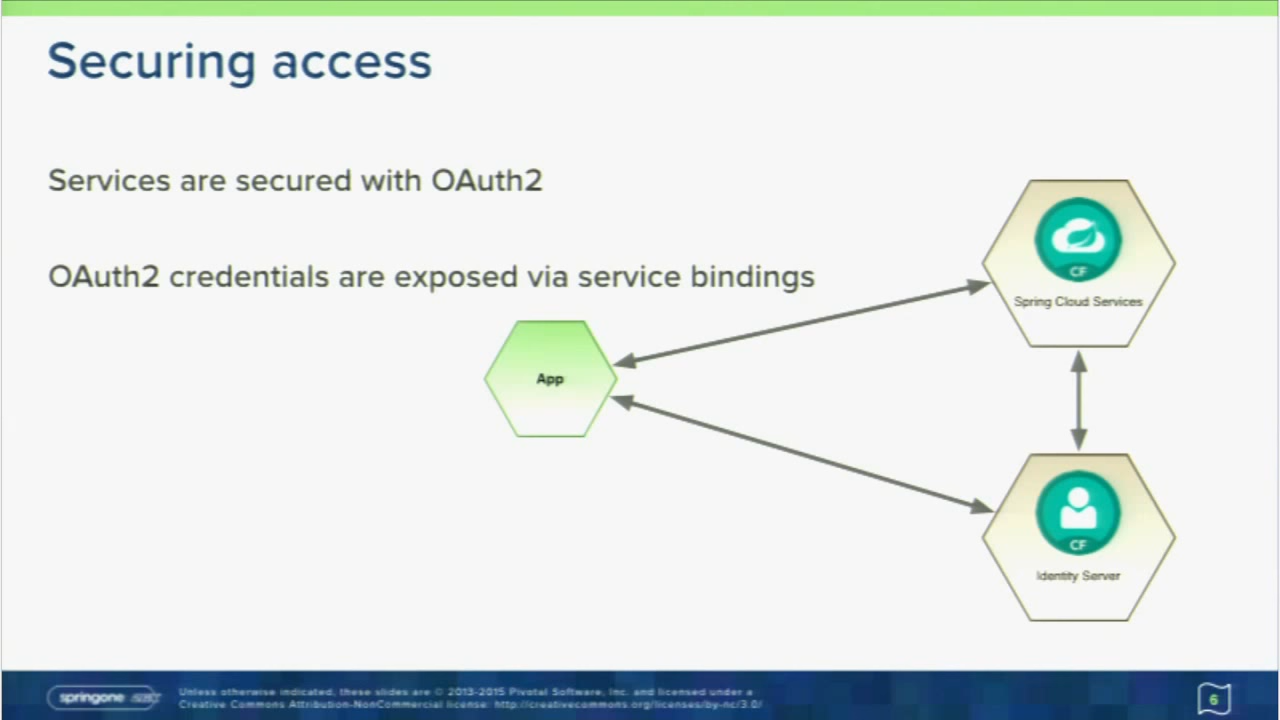 Securing access
Services are secured with OAuth2
OAuth2 credentials are exposed via service bindings
CF
Spring Cloud Services
App
CF
Identity Server
springone
Unless otherwise indicated, these slides are © 2013-2015 Pivotal Software, Inc. and licensed under a
Creative Commons Attribution-NonCommercial license: http://creativecommons.org/licenses/by-nc/3.0/
6